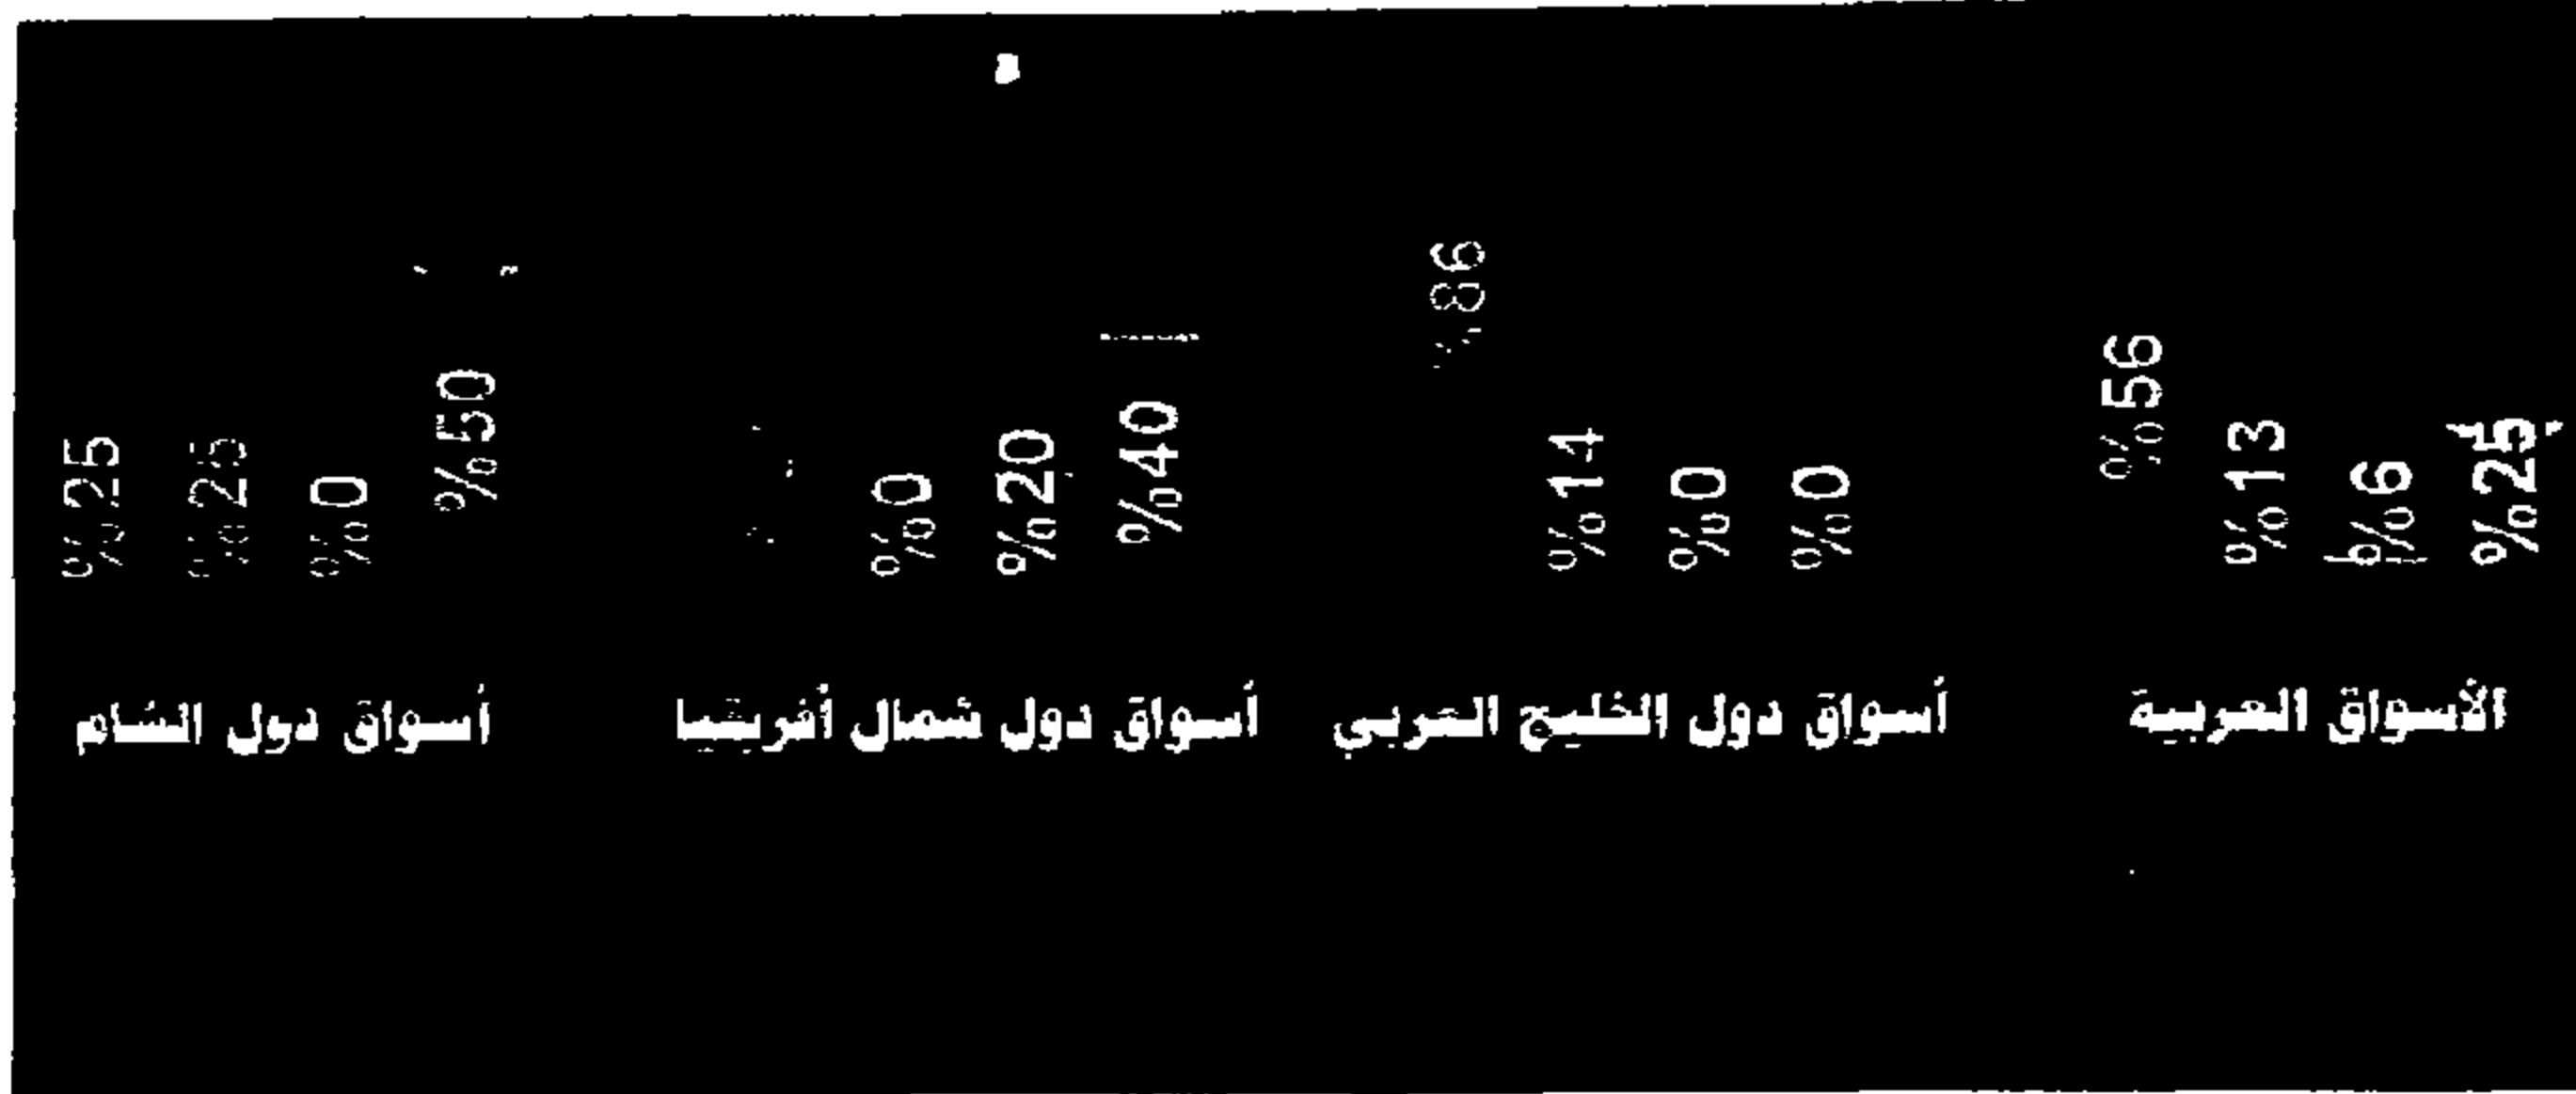 %56 %13 %6 %25
86 %14 %0 %0
%0 %20 %40
%25 %25 %0 %50
الأسواق العربية
أسواق دول الخليج العربي
أسواق دول شمال أفريقيا
أسواق دول الشام